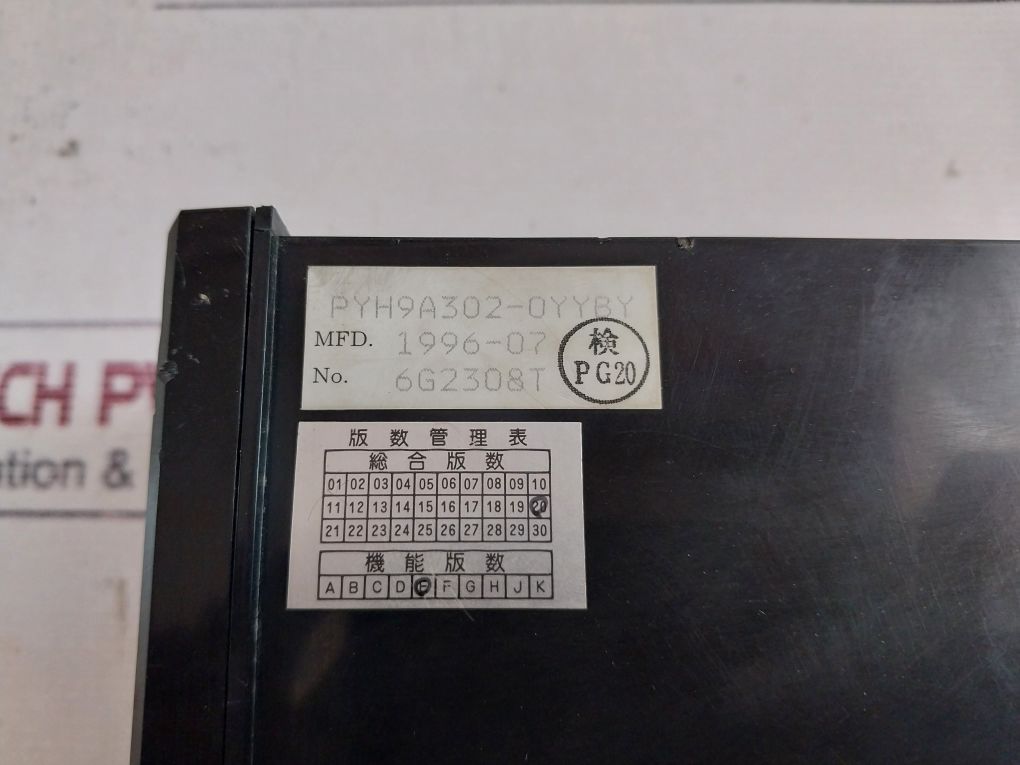 PYH9A302-0YYBY
MFD. 1996-07
No. 6G2308T
検
PG20
版数管理表
総合版数
01 02 03 04 05 06 07 08 09 10
11 12 13 14 15 16 17 18 19 20
21 22 23 24 25 26 27 28 29 30
機能版数
A B C D E F G H J K
CH PV
tion &